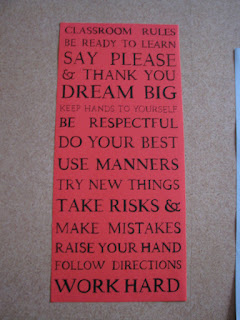 CLASSROOM RULES
BE READY TO LEARN
SAY PLEASE
& THANK YOU
DREAM BIG
KEEP HANDS TO YOURSELF
BE RESPECTFUL
DO YOUR BEST
USE MANNERS
TRY NEW THINGS
TAKE RISKS &
MAKE MISTAKES
RAISE YOUR HAND
FOLLOW DIRECTIONS
WORK HARD